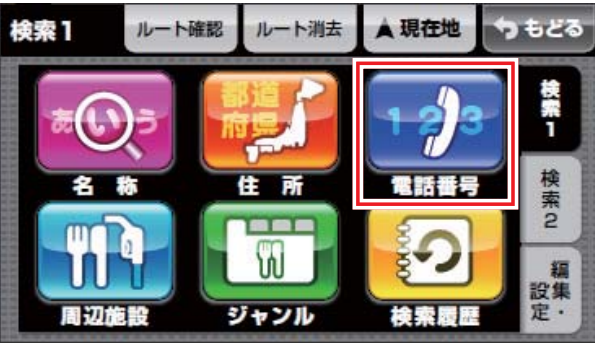 検索1
ルート確認
ルート消去
現在地
もどる
あいう
名 称
都道
府県
住 所
123
電話番号
周辺施設
ジャンル
検索履歴
検索1
検索2
編集・
設定